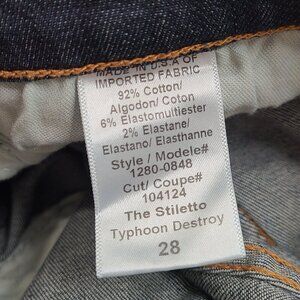 MADE IN U.S.A OF
IMPORTED FABRIC
92% Cotton/
Algodon/ Coton
6% Elastomultiester
2% Elastane/
Elastano/ Elasthanne
Style / Modele#
1280-0848
Cut/ Coupe#
104124
The Stiletto
Typhoon Destroy
28